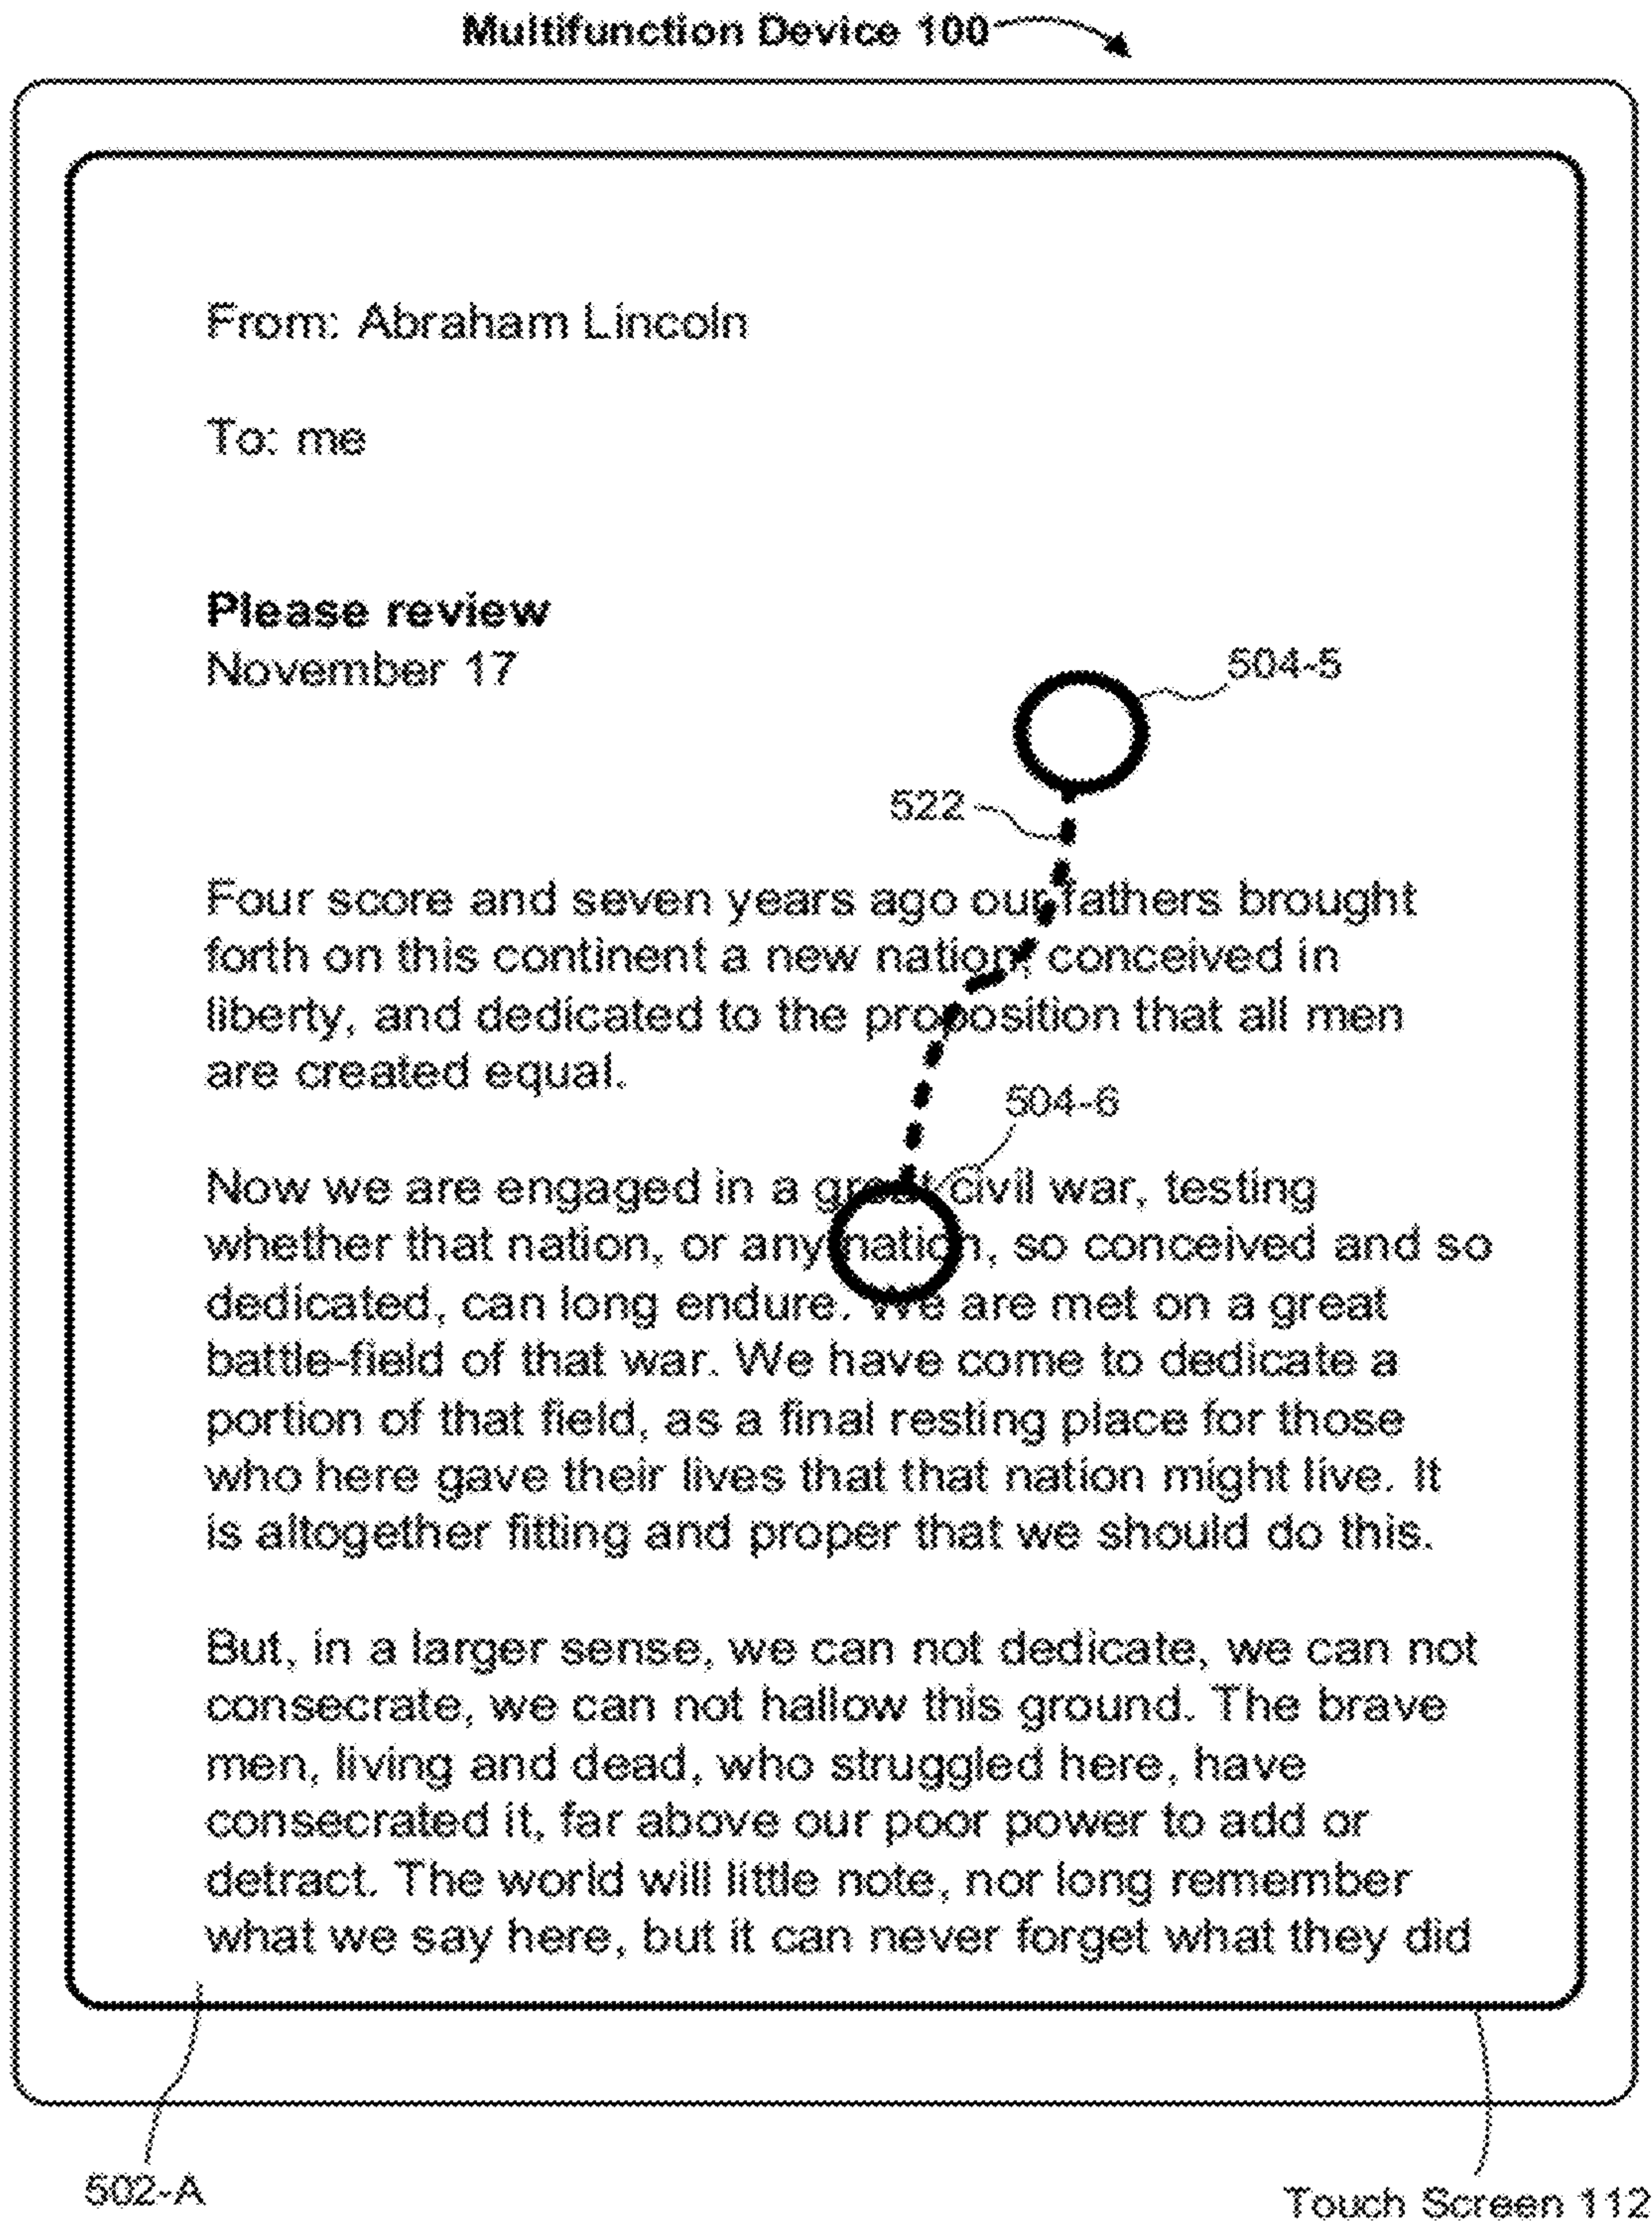 Multifunction Device 100
From: Abraham Lincoln
To: me
Please review
November 17
504-5
522
Four score and seven years ago our fathers brought
forth on this continent a new nation, conceived in
liberty, and dedicated to the proposition that all men
are created equal.
504-6
Now we are engaged in a great civil war, testing
whether that nation, or any nation, so conceived and so
dedicated, can long endure. We are met on a great
battle-field of that war. We have come to dedicate a
portion of that field, as a final resting place for those
who here gave their lives that that nation might live. It
is altogether fitting and proper that we should do this.
But, in a larger sense, we can not dedicate, we can not
consecrate, we can not hallow this ground. The brave
men, living and dead, who struggled here, have
consecrated it, far above our poor power to add or
detract. The world will little note, nor long remember
what we say here, but it can never forget what they did
502-A
Touch Screen 112